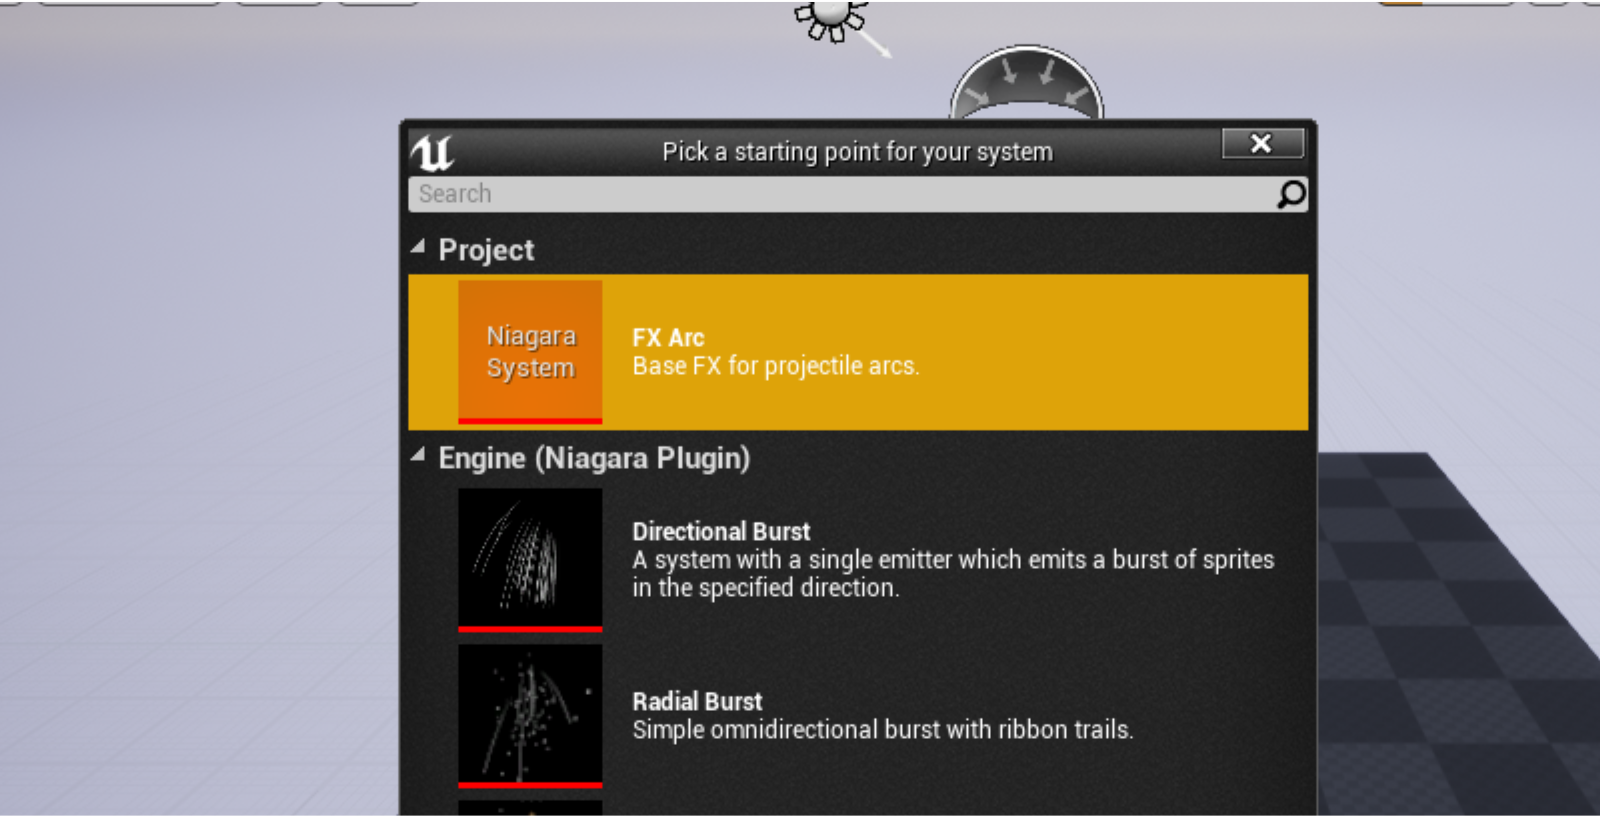 Pick a starting point for your system
Search
Project
Niagara
System
FX Arc
Base FX for projectile arcs.
Engine (Niagara Plugin)
Directional Burst
A system with a single emitter which emits a burst of sprites
in the specified direction.
Radial Burst
Simple omnidirectional burst with ribbon trails.